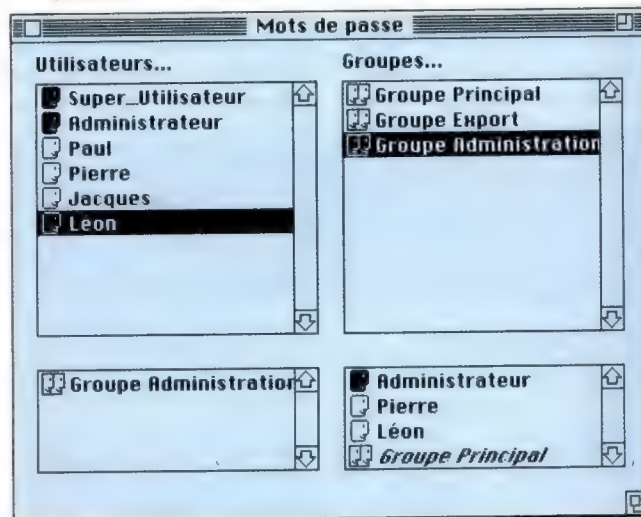 Mots de passe
Utilisateurs...
Super_Utilisateur
Administrateur
Paul
Pierre
Jacques
Léon
Groupes...
Groupe Principal
Groupe Export
Groupe Administration
Groupe Administration
Administrateur
Pierre
Léon
Groupe Principal